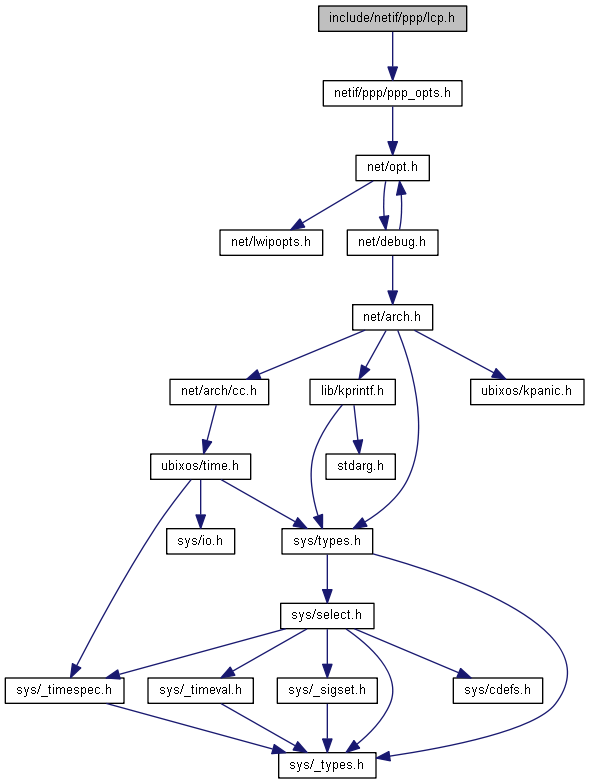 include/netif/ppp/lcp.h
netif/ppp/ppp_opts.h
net/opt.h
net/lwipopts.h
net/debug.h
net/arch.h
net/arch/cc.h
lib/kprintf.h
ubixos/kpanic.h
ubixos/time.h
stdarg.h
sys/io.h
sys/types.h
sys/select.h
sys/_timespec.h
sys/_timeval.h
sys/_sigset.h
sys/cdefs.h
sys/_types.h